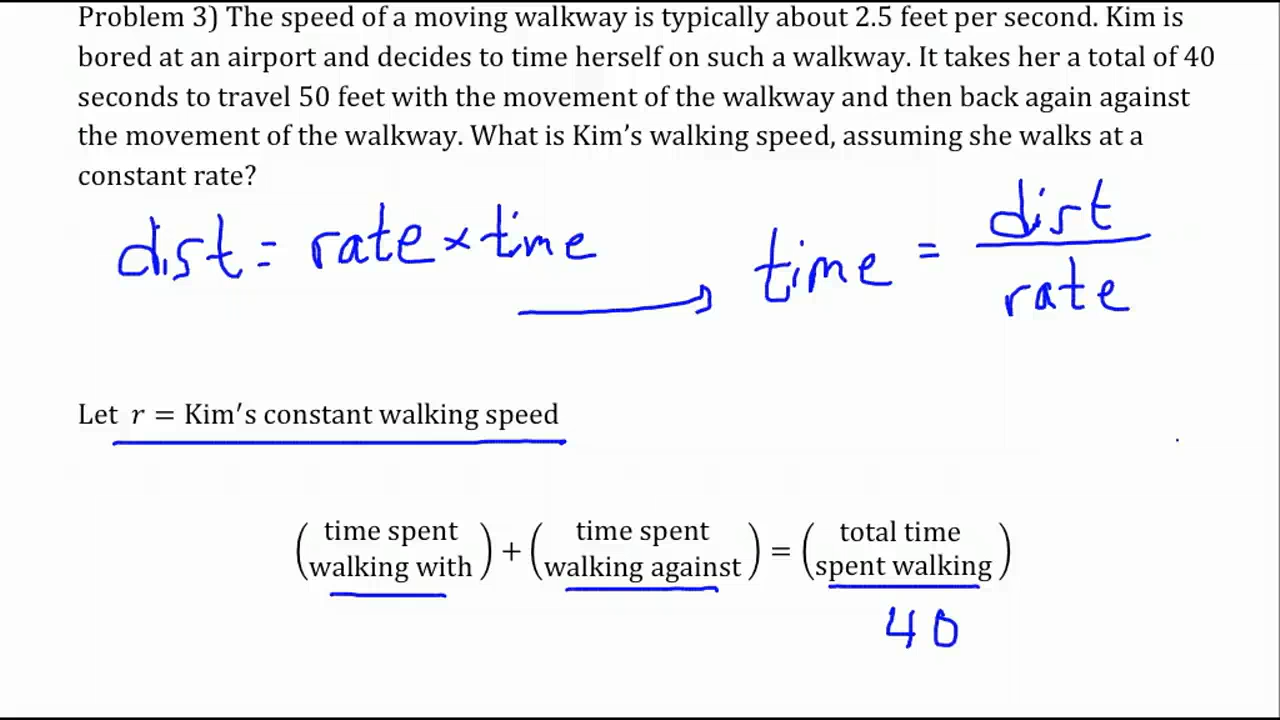 Problem 3) The speed of a moving walkway is typically about 2.5 feet per second. Kim is
bored at an airport and decides to time herself on such a walkway. It takes her a total of 40
seconds to travel 50 feet with the movement of the walkway and then back again against
the movement of the walkway. What is Kim's walking speed, assuming she walks at a
constant rate?
dist = rate × time
time = dist
rate
Let r = Kim's constant walking speed
(time spent) + (time spent) = (total time)
(walking with) (walking against) (spent walking)
40